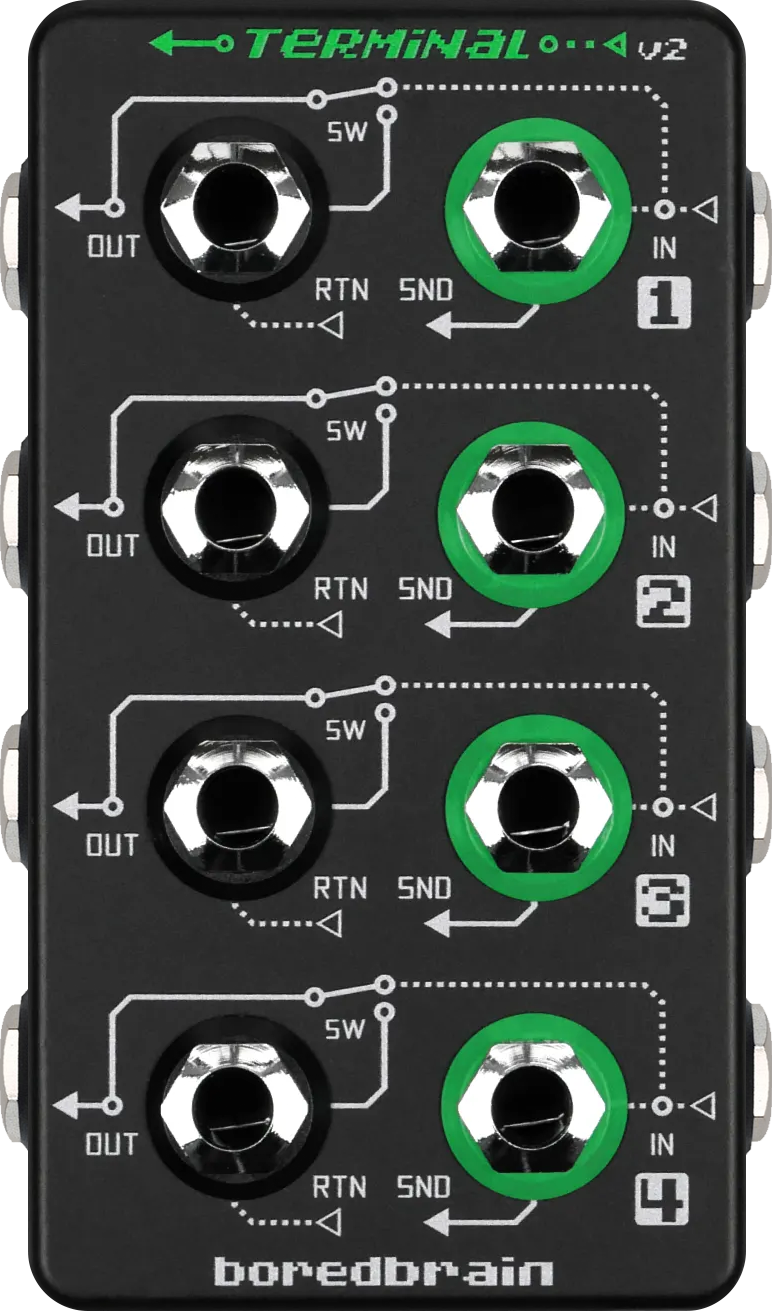 TERMINAL v2
SW
OUT
IN
RTN SND
1
SW
OUT
IN
RTN SND
2
SW
OUT
IN
RTN SND
3
SW
OUT
IN
RTN SND
4
boredbrain